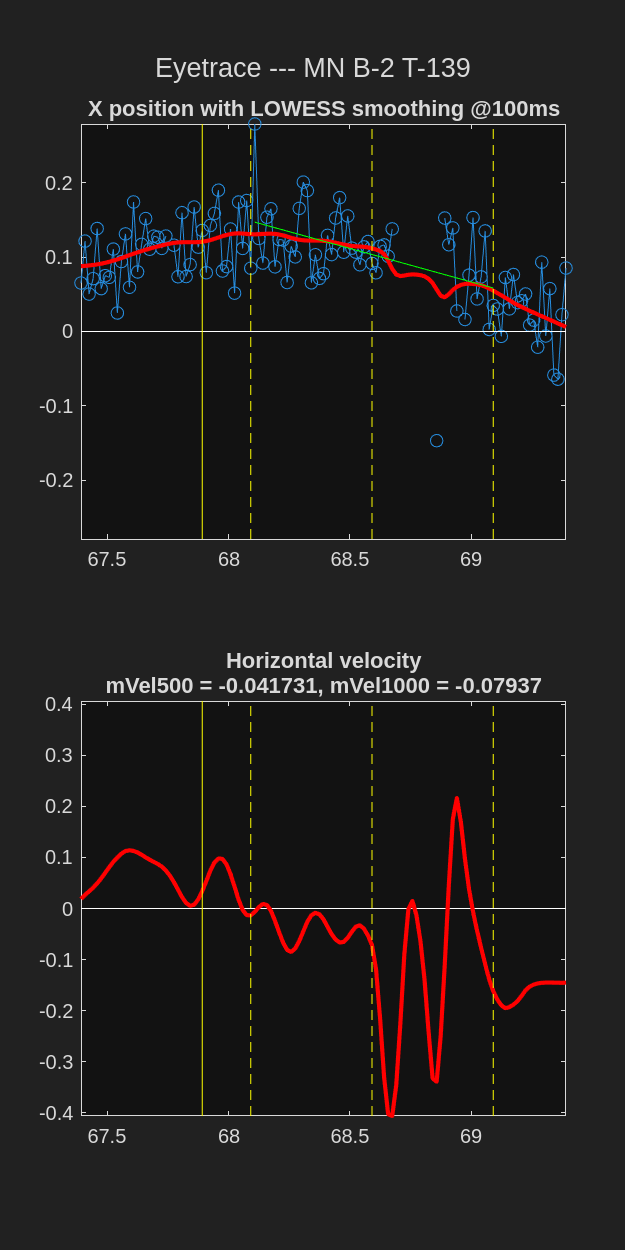 Eyetrace --- MN B-2 T-139
X position with LOWESS smoothing @100ms
0.2
0.1
0
-0.1
-0.2
67.5 68 68.5 69
Horizontal velocity
mVel500 = -0.041731, mVel1000 = -0.07937
0.4
0.3
0.2
0.1
0
-0.1
-0.2
-0.3
-0.4
67.5 68 68.5 69